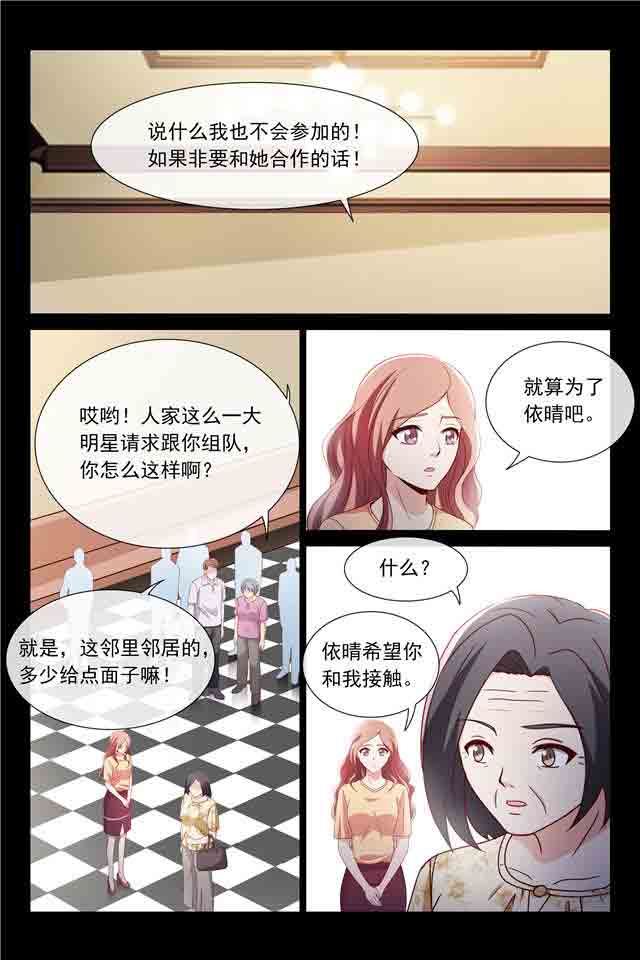 说什么我也不会参加的！
如果非要和她合作的话！
哎哟！人家这么一大
明星请求跟你组队，
你怎么这样啊？
就是，这邻里邻居的，
多少给点面子嘛！
就算为了
依晴吧。
什么？
依晴希望你
和我接触。